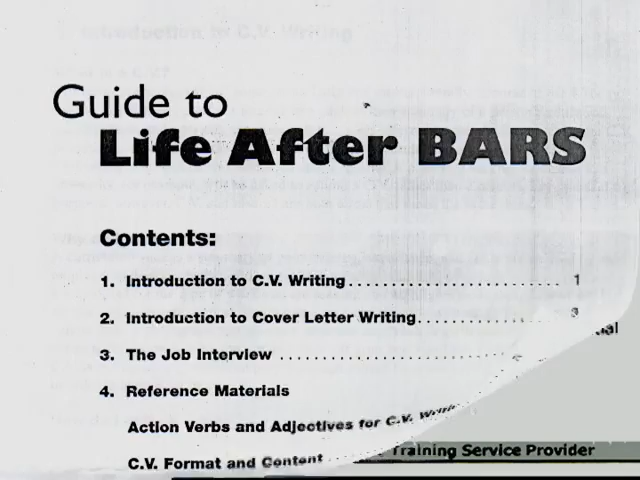 Guide to
Life After BARS
Contents:
1. Introduction to C.V. Writing........................ 1
2. Introduction to Cover Letter Writing................ 3
3. The Job Interview ..........................
4. Reference Materials
Action Verbs and Adjectives for C.V.
C.V. Format and Content ...
Training Service Provider